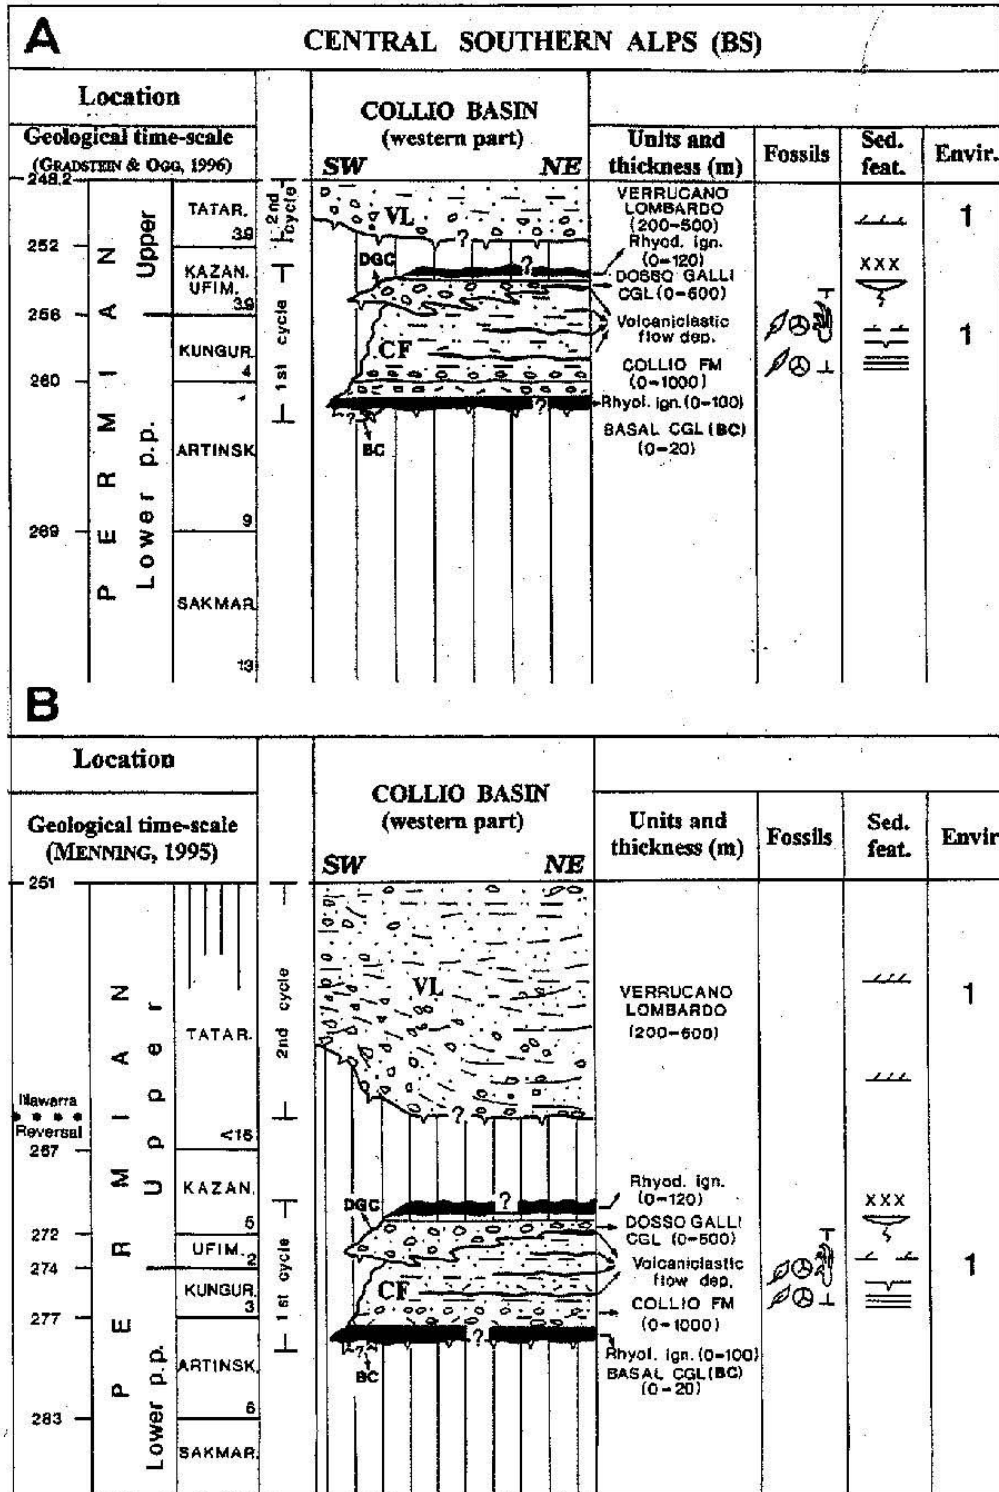 A
CENTRAL SOUTHERN ALPS (BS)
Location
Geological time-scale
(GRADSTEIN & OGG, 1996)
COLLIO BASIN
(western part)
SW NE
Units and
thickness (m)
Fossils
Sed.
feat.
Envir.
248.2
252
256
260
269
PERMIAN
Upper
Lower p.p.
TATAR.
3.8
KAZAN.
UFIM.
3.9
KUNGUR.
4
ARTINSK.
9
SAKMAR.
13
2nd
cycle
1st cycle
VL
?
DGC
?
CF
?
?
BC
VERRUCANO
LOMBARDO
(200-500)
Rhyod. ign.
(0-120)
DOSSO GALLI
CGL (0-600)
Volcaniclastic
flow dep.
COLLIO FM
(0-1000)
Rhyol. ign. (0-100)
BASAL CGL (BC)
(0-20)
xxx
1
1
B
Location
Geological time-scale
(MENNING, 1995)
COLLIO BASIN
(western part)
SW NE
Units and
thickness (m)
Fossils
Sed.
feat.
Envir
251
Illawarra
Reversal
267
272
274
277
283
PERMIAN
Upper
Lower p.p.
TATAR.
<16
KAZAN.
5
UFIM.
2
KUNGUR.
3
ARTINSK.
6
SAKMAR.
2nd cycle
1st cycle
VL
?
DGC
?
CF
?
?
BC
VERRUCANO
LOMBARDO
(200-600)
Rhyod. ign.
(0-120)
DOSSO GALLI
CGL (0-500)
Volcaniclastic
flow dep.
COLLIO FM
(0-1000)
Rhyol. ign. (0-100)
BASAL CGL (BC)
(0-20)
xxx
1
1